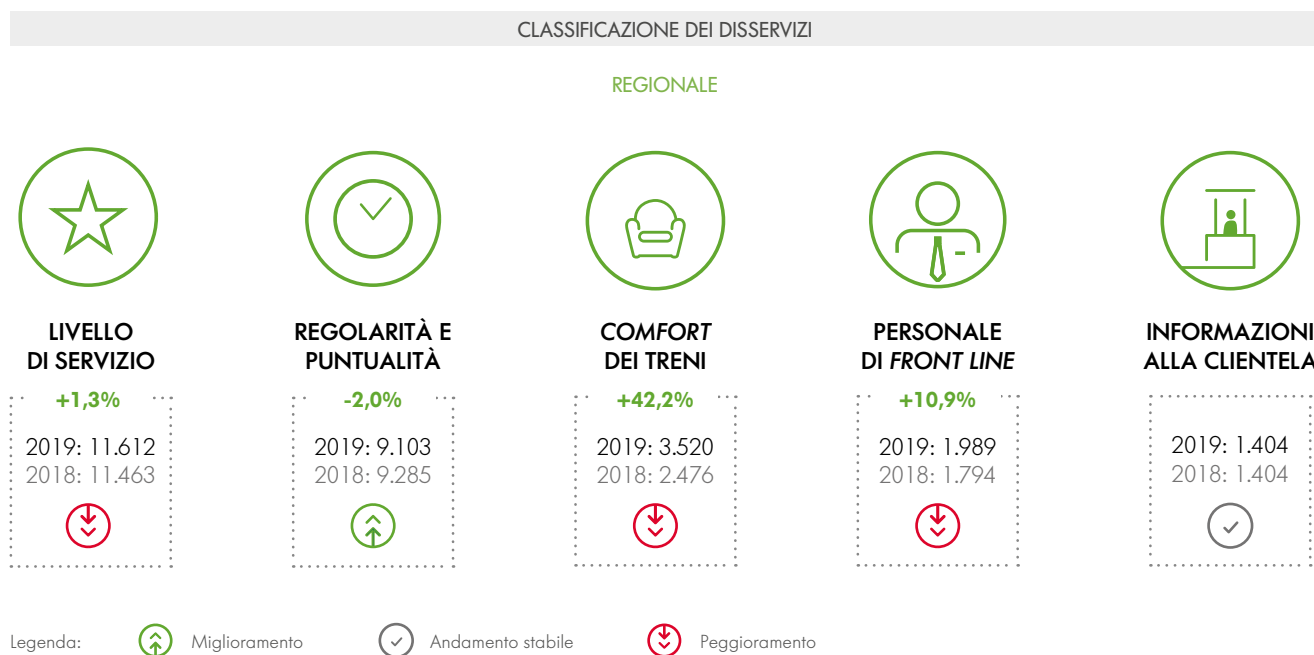 CLASSIFICAZIONE DEI DISSERVIZI
REGIONALE
LIVELLO
DI SERVIZIO
+1,3%
2019: 11.612
2018: 11.463
REGOLARITÀ E
PUNTUALITÀ
-2,0%
2019: 9.103
2018: 9.285
COMFORT
DEI TRENI
+42,2%
2019: 3.520
2018: 2.476
PERSONALE
DI FRONT LINE
+10,9%
2019: 1.989
2018: 1.794
INFORMAZIONI
ALLA CLIENTELA
2019: 1.404
2018: 1.404
Legenda:
Miglioramento
Andamento stabile
Peggioramento